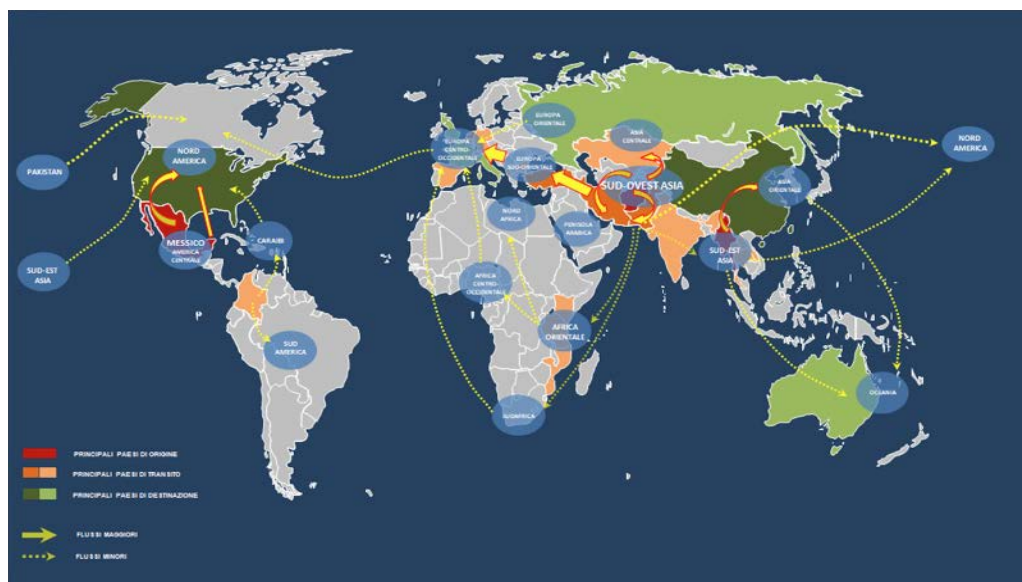 NORD
AMERICA
PAKISTAN
SUD-EST
ASIA
MESSICO
AMERICA
CENTRALE
CARAIBI
SUD
AMERICA
EUROPA
ORIENTALE
EUROPA
CENTRO-
OCCIDENTALE
EUROPA
SUD-ORIENTALE
ASIA
CENTRALE
SUD-OVEST ASIA
ASIA
ORIENTALE
NORD
AMERICA
NORD
AFRICA
PENISOLA
ARABICA
SUD-EST
ASIA
AFRICA
CENTRO-
OCCIDENTALE
AFRICA
ORIENTALE
SUDAFRICA
OCEANIA
PRINCIPALI PAESI DI ORIGINE
PRINCIPALI PAESI DI TRANSITO
PRINCIPALI PAESI DI DESTINAZIONE
FLUSSI MAGGIORI
FLUSSI MINORI